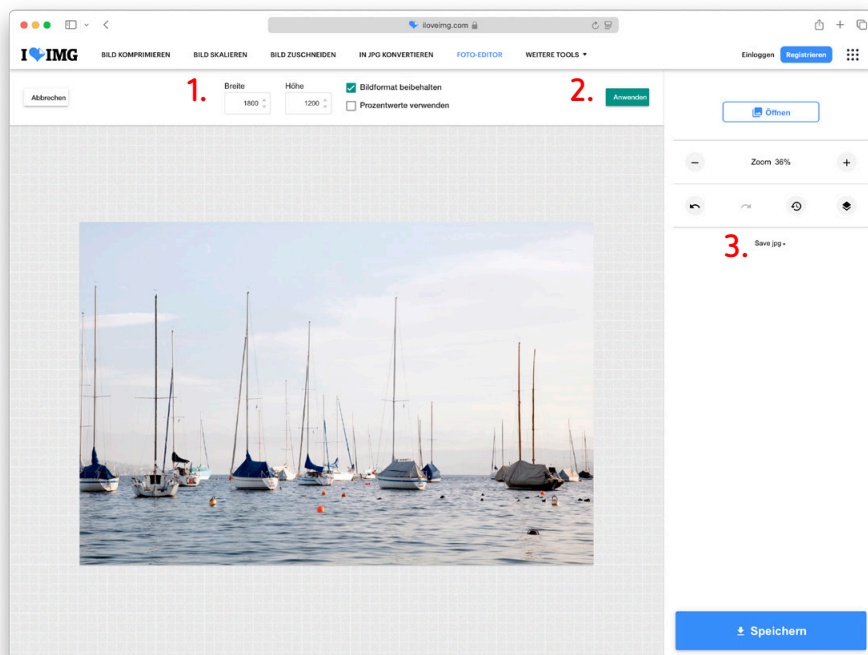 iloveimg.com
I IMG
BILD KOMPRIMIEREN
BILD SKALIEREN
BILD ZUSCHNEIDEN
IN JPG KONVERTIEREN
FOTO-EDITOR
WEITERE TOOLS
Einloggen
Registrieren
Abbrechen
1.
Breite
1800
Höhe
1200
Bildformat beibehalten
Prozentwerte verwenden
2.
Anwenden
Öffnen
Zoom 36%
3.
Save jpg
Speichern